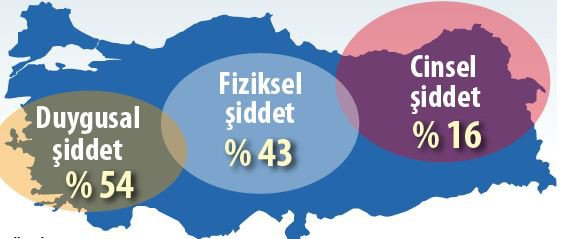 Duygusal
şiddet
% 54
Fiziksel
şiddet
% 43
Cinsel
şiddet
% 16